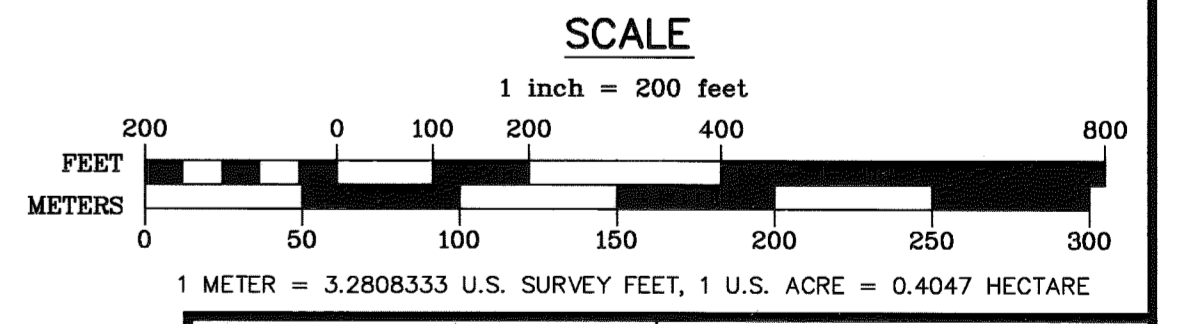 SCALE
1 inch = 200 feet
200 0 100 200 400 800
FEET
METERS
0 50 100 150 200 250 300
1 METER = 3.2808333 U.S. SURVEY FEET, 1 U.S. ACRE = 0.4047 HECTARE